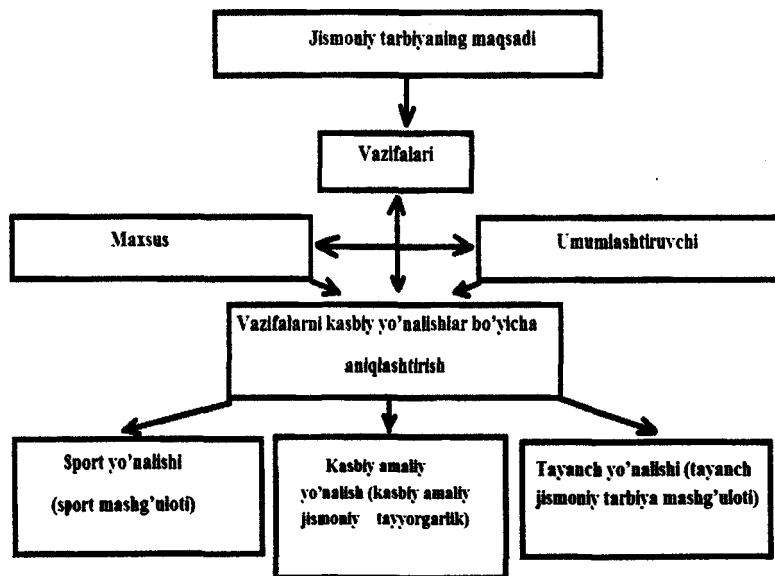 Jismoniy tarbiyaning maqsadi
Vazifalari
Maxsus
Umumlashtiruvchi
Vazifalarni kasbiy yo'nalishlar bo'yicha
aniqlashtirish
Sport yo'nalishi
(sport mashg'uloti)
Kasbiy amaliy
yo'nalish (kasbiy amaliy
jismoniy tayyorgarlik)
Tayanch yo'nalishi (tayanch
jismoniy tarbiya mashg'uloti)